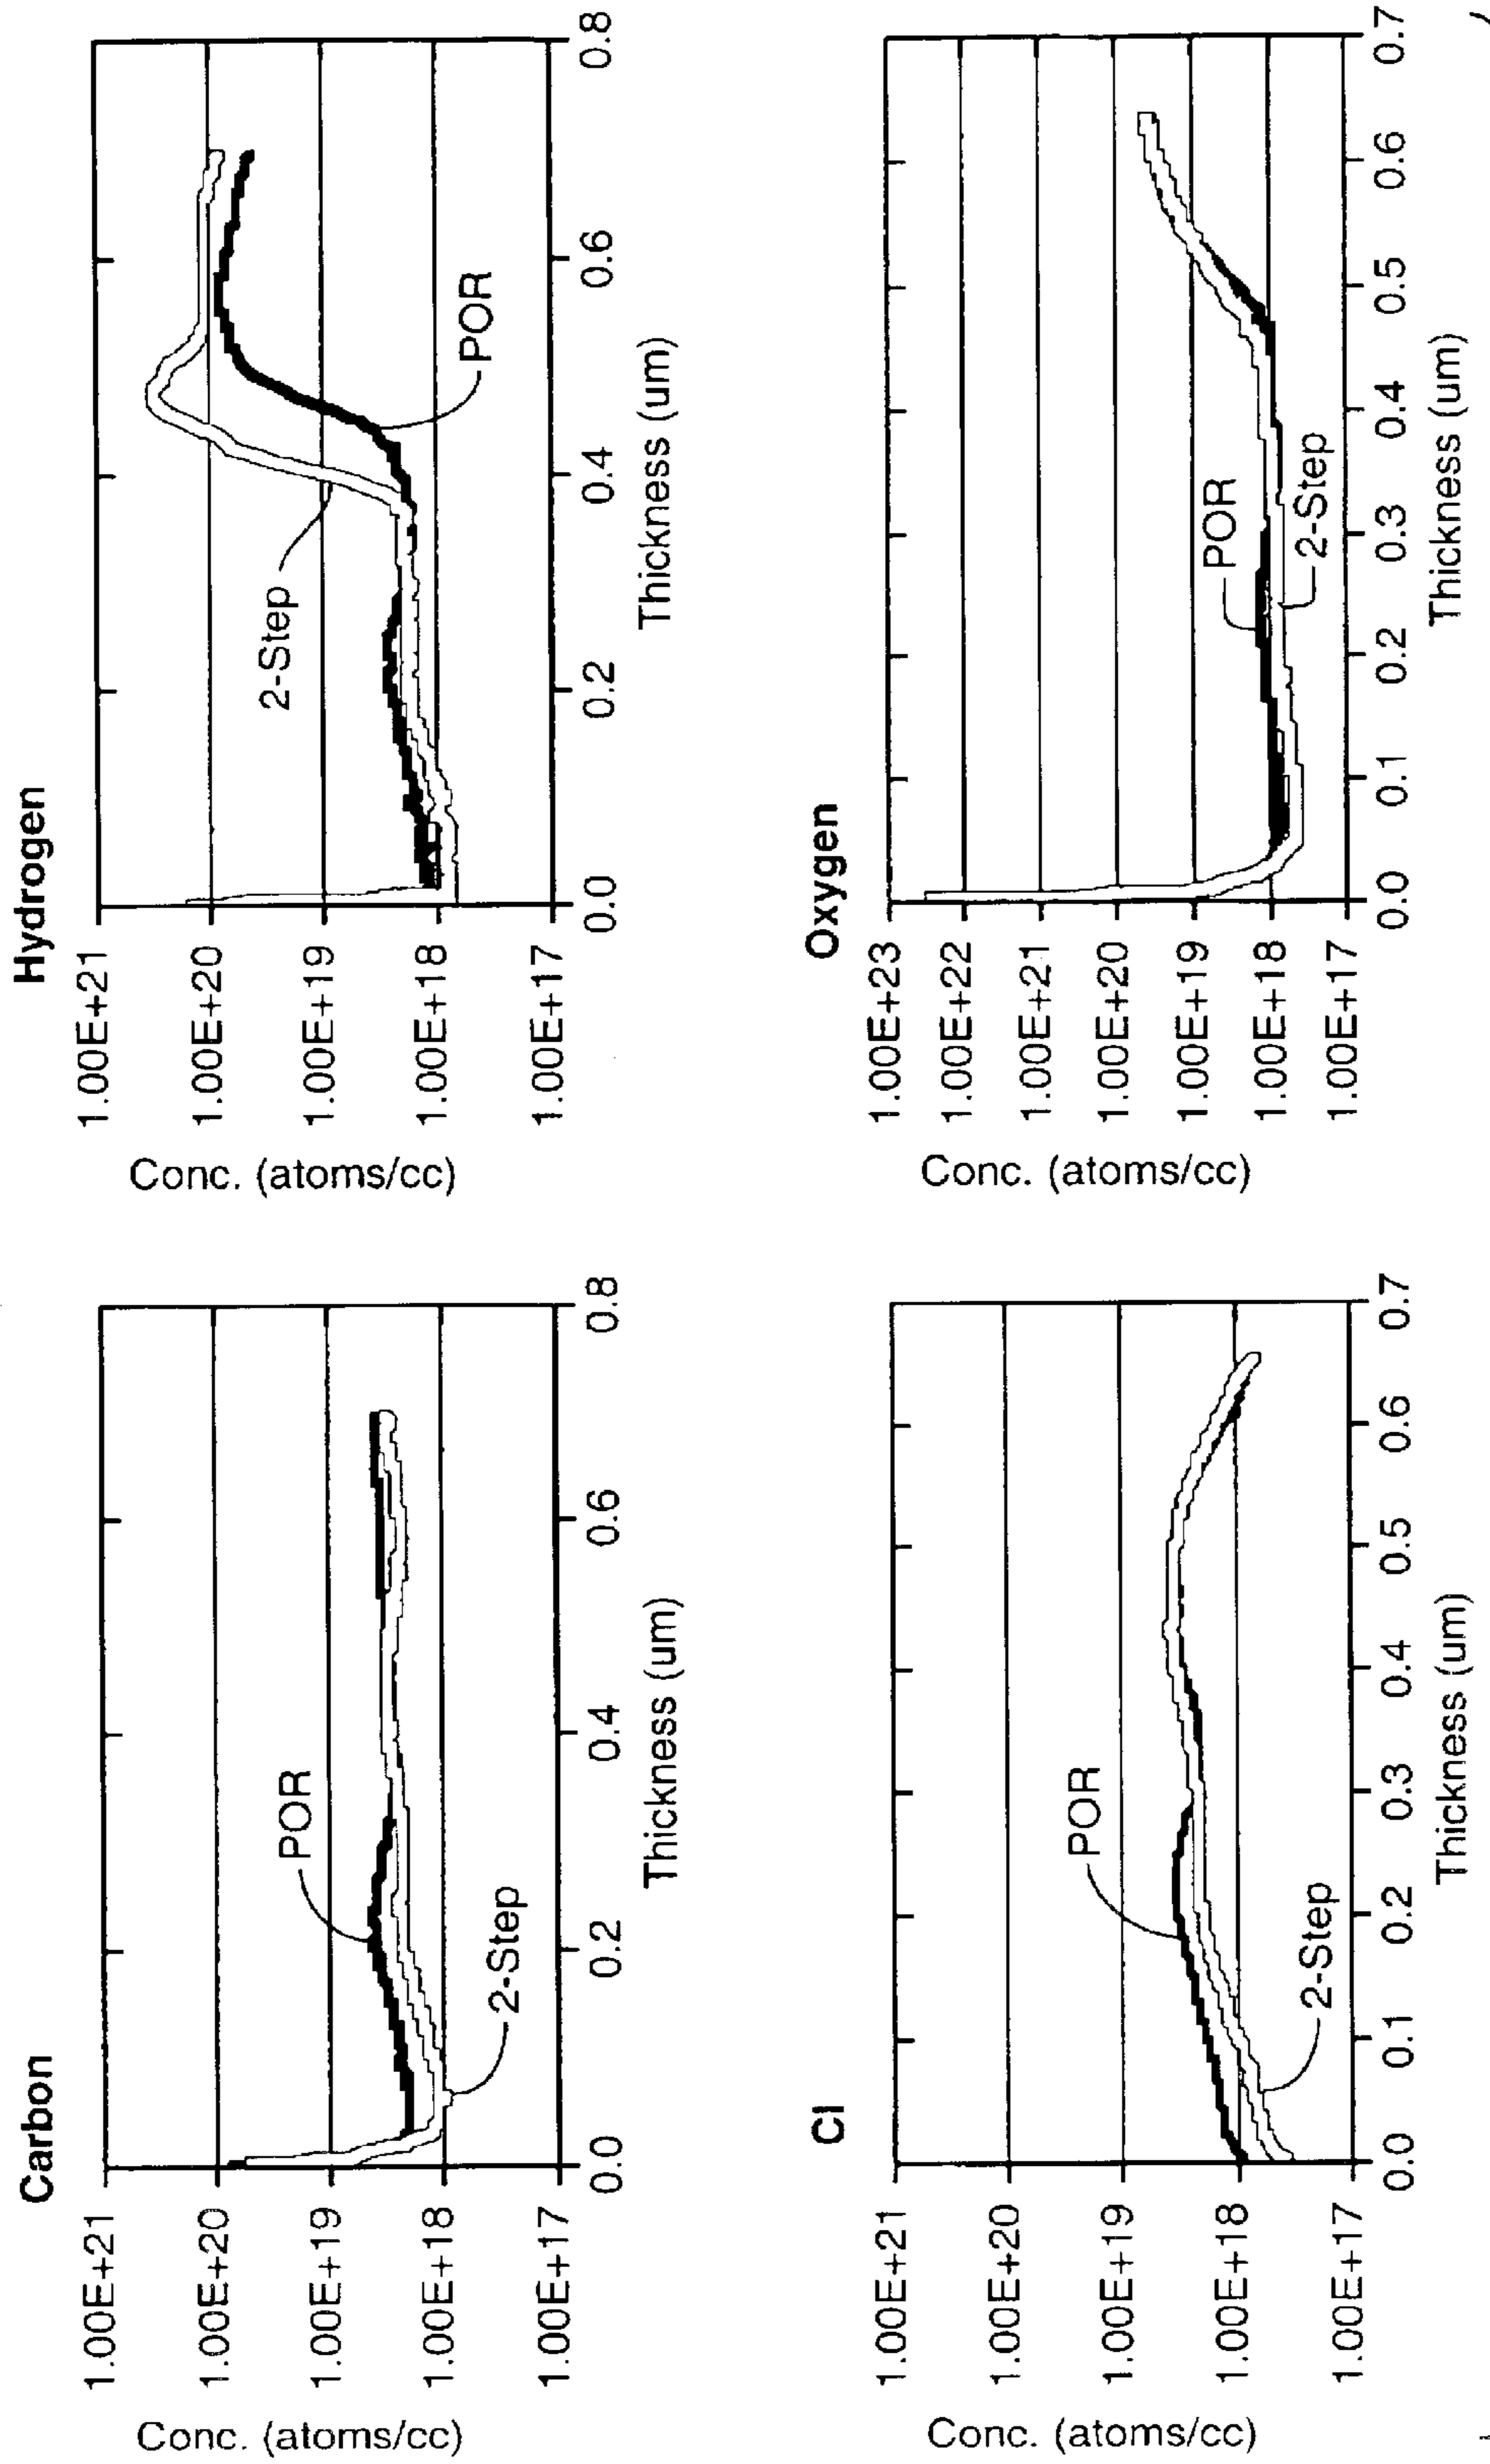 Carbon
Conc. (atoms/cc)
1.00E+21
1.00E+20
1.00E+19
1.00E+18
1.00E+17
POR
2-Step
0.0 0.2 0.4 0.6 0.8
Thickness (um)
Hydrogen
Conc. (atoms/cc)
1.00E+21
1.00E+20
1.00E+19
1.00E+18
1.00E+17
2-Step
POR
0.0 0.2 0.4 0.6 0.8
Thickness (um)
Cl
Conc. (atoms/cc)
1.00E+21
1.00E+20
1.00E+19
1.00E+18
1.00E+17
POR
2-Step
0.0 0.1 0.2 0.3 0.4 0.5 0.6 0.7
Thickness (um)
Oxygen
Conc. (atoms/cc)
1.00E+23
1.00E+22
1.00E+21
1.00E+20
1.00E+19
1.00E+18
1.00E+17
POR
2-Step
0.0 0.1 0.2 0.3 0.4 0.5 0.6 0.7
Thickness (um)